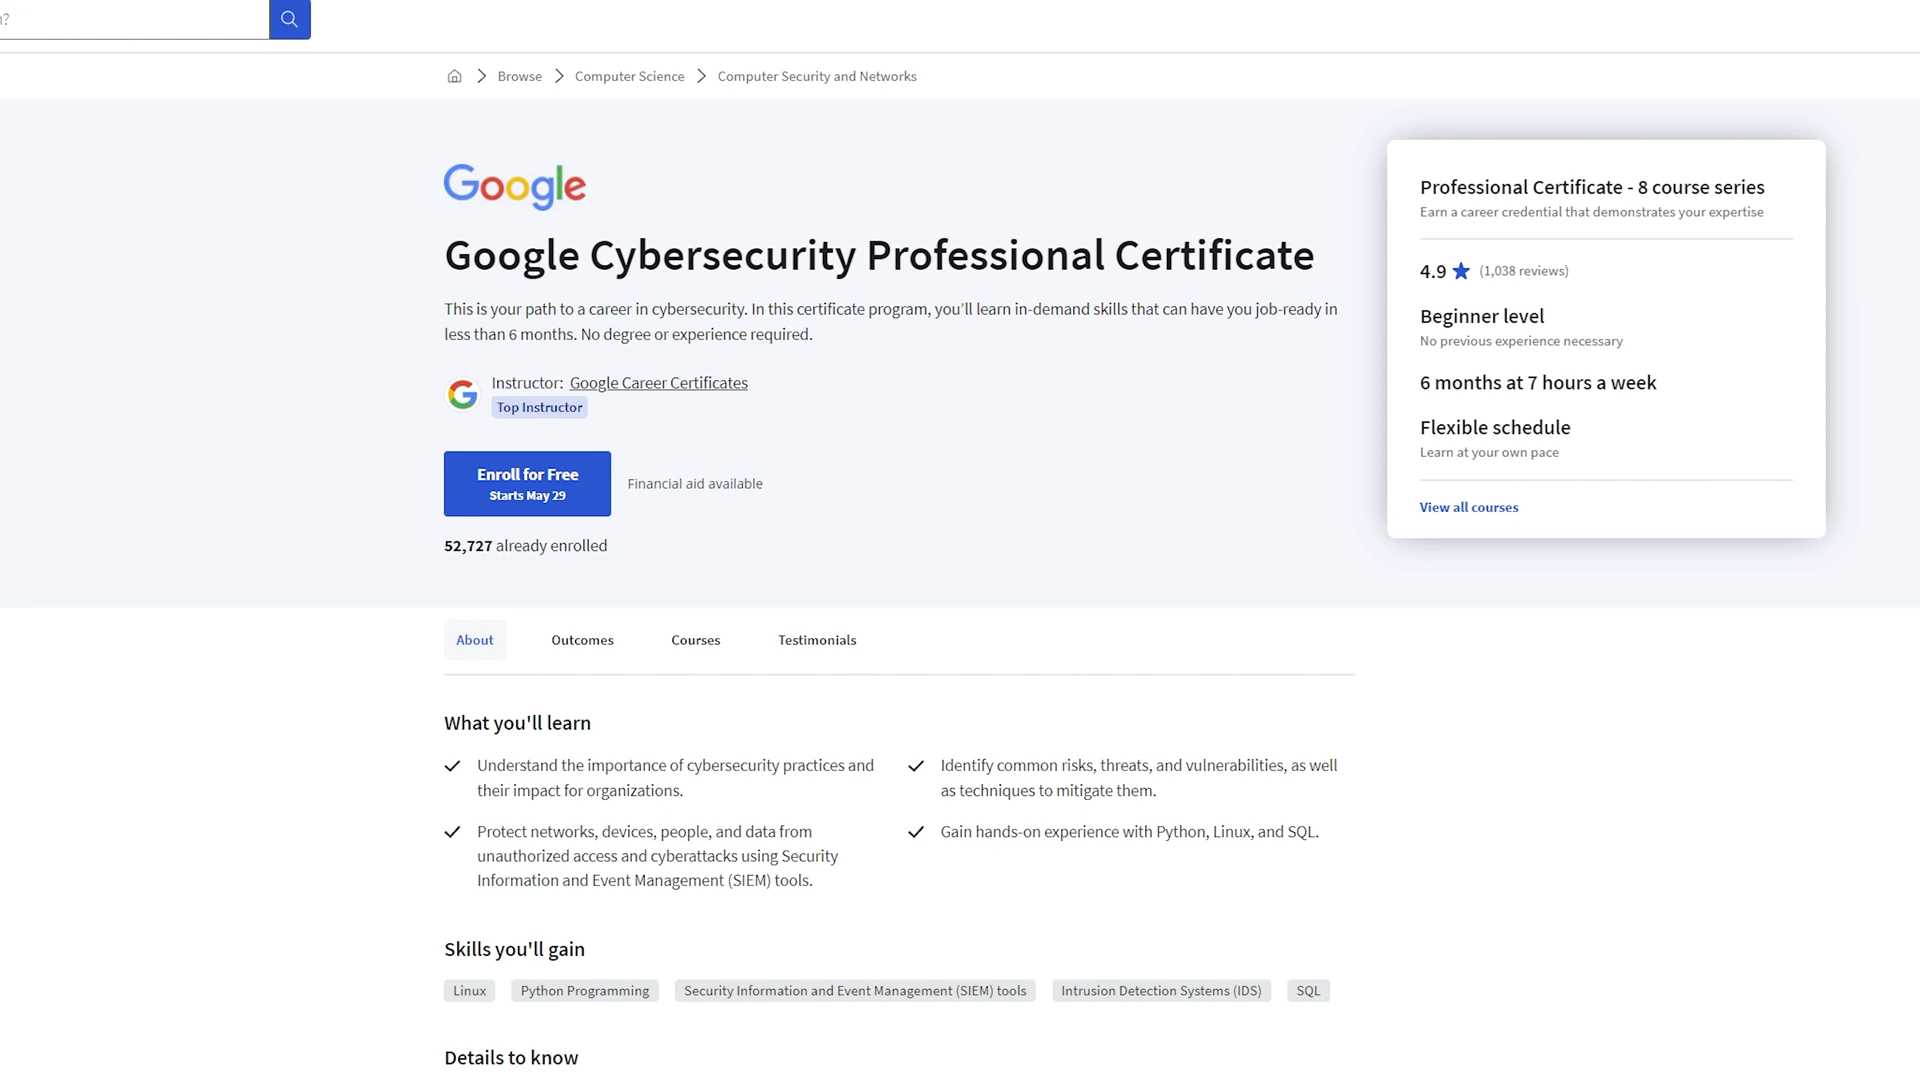 Browse Computer Science Computer Security and Networks
Google
Google Cybersecurity Professional Certificate
This is your path to a career in cybersecurity. In this certificate program, you’ll learn in-demand skills that can have you job-ready in
less than 6 months. No degree or experience required.
Instructor: Google Career Certificates
Top Instructor
Enroll for Free
Starts May 29
Financial aid available
52,727 already enrolled
Professional Certificate - 8 course series
Earn a career credential that demonstrates your expertise
4.9 (1,038 reviews)
Beginner level
No previous experience necessary
6 months at 7 hours a week
Flexible schedule
Learn at your own pace
View all courses
About Outcomes Courses Testimonials
What you'll learn
Understand the importance of cybersecurity practices and
their impact for organizations.
Identify common risks, threats, and vulnerabilities, as well
as techniques to mitigate them.
Protect networks, devices, people, and data from
unauthorized access and cyberattacks using Security
Information and Event Management (SIEM) tools.
Gain hands-on experience with Python, Linux, and SQL.
Skills you'll gain
Linux Python Programming Security Information and Event Management (SIEM) tools Intrusion Detection Systems (IDS) SQL
Details to know